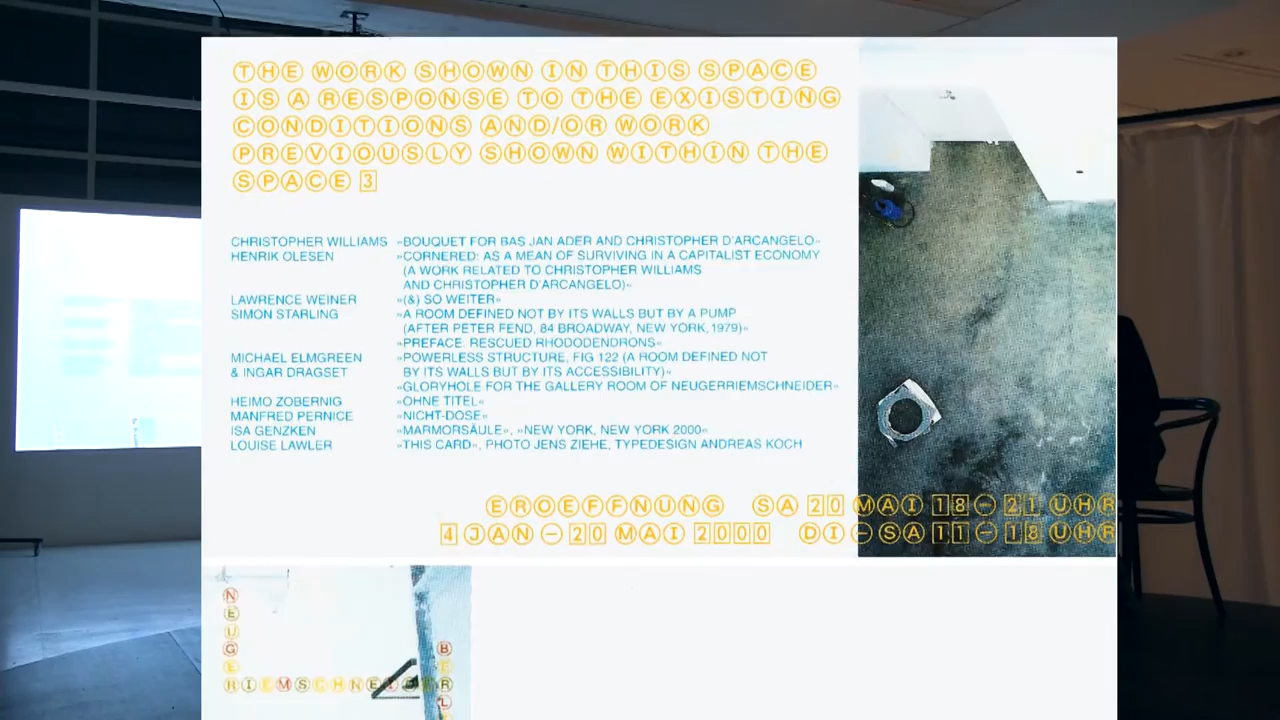 THE WORK SHOWN IN THIS SPACE
IS A RESPONSE TO THE EXISTING
CONDITIONS AND/OR WORK
PREVIOUSLY SHOWN WITHIN THE
SPACE 3
CHRISTOPHER WILLIAMS »BOUQUET FOR BAS JAN ADER AND CHRISTOPHER D'ARCANGELO«
HENRIK OLESEN »CORNERED: AS A MEAN OF SURVIVING IN A CAPITALIST ECONOMY
(A WORK RELATED TO CHRISTOPHER WILLIAMS
AND CHRISTOPHER D'ARCANGELO)«
LAWRENCE WEINER »(&) SO WEITER«
SIMON STARLING »A ROOM DEFINED NOT BY ITS WALLS BUT BY A PUMP
(AFTER PETER FEND, 84 BROADWAY, NEW YORK, 1979)«
»PREFACE: RESCUED RHODODENDRONS«
MICHAEL ELMGREEN »POWERLESS STRUCTURE, FIG 122 (A ROOM DEFINED NOT
& INGAR DRAGSET BY ITS WALLS BUT BY ITS ACCESSIBILITY)«
»GLORYHOLE FOR THE GALLERY ROOM OF NEUGERRIEMSCHNEIDER«
HEIMO ZOBERNIG »OHNE TITEL«
MANFRED PERNICE »NICHT-DOSE«
ISA GENZKEN »MARMORSÄULE«, »NEW YORK, NEW YORK 2000«
LOUISE LAWLER »THIS CARD«, PHOTO JENS ZIEHE, TYPEDESIGN ANDREAS KOCH
EROEFFNUNG SA 20 MAI 18–21 UHR
4 JAN–20 MAI 2000 DI–SA 11–18 UHR
NEUGERRIEMSCHNEIDER
BERL